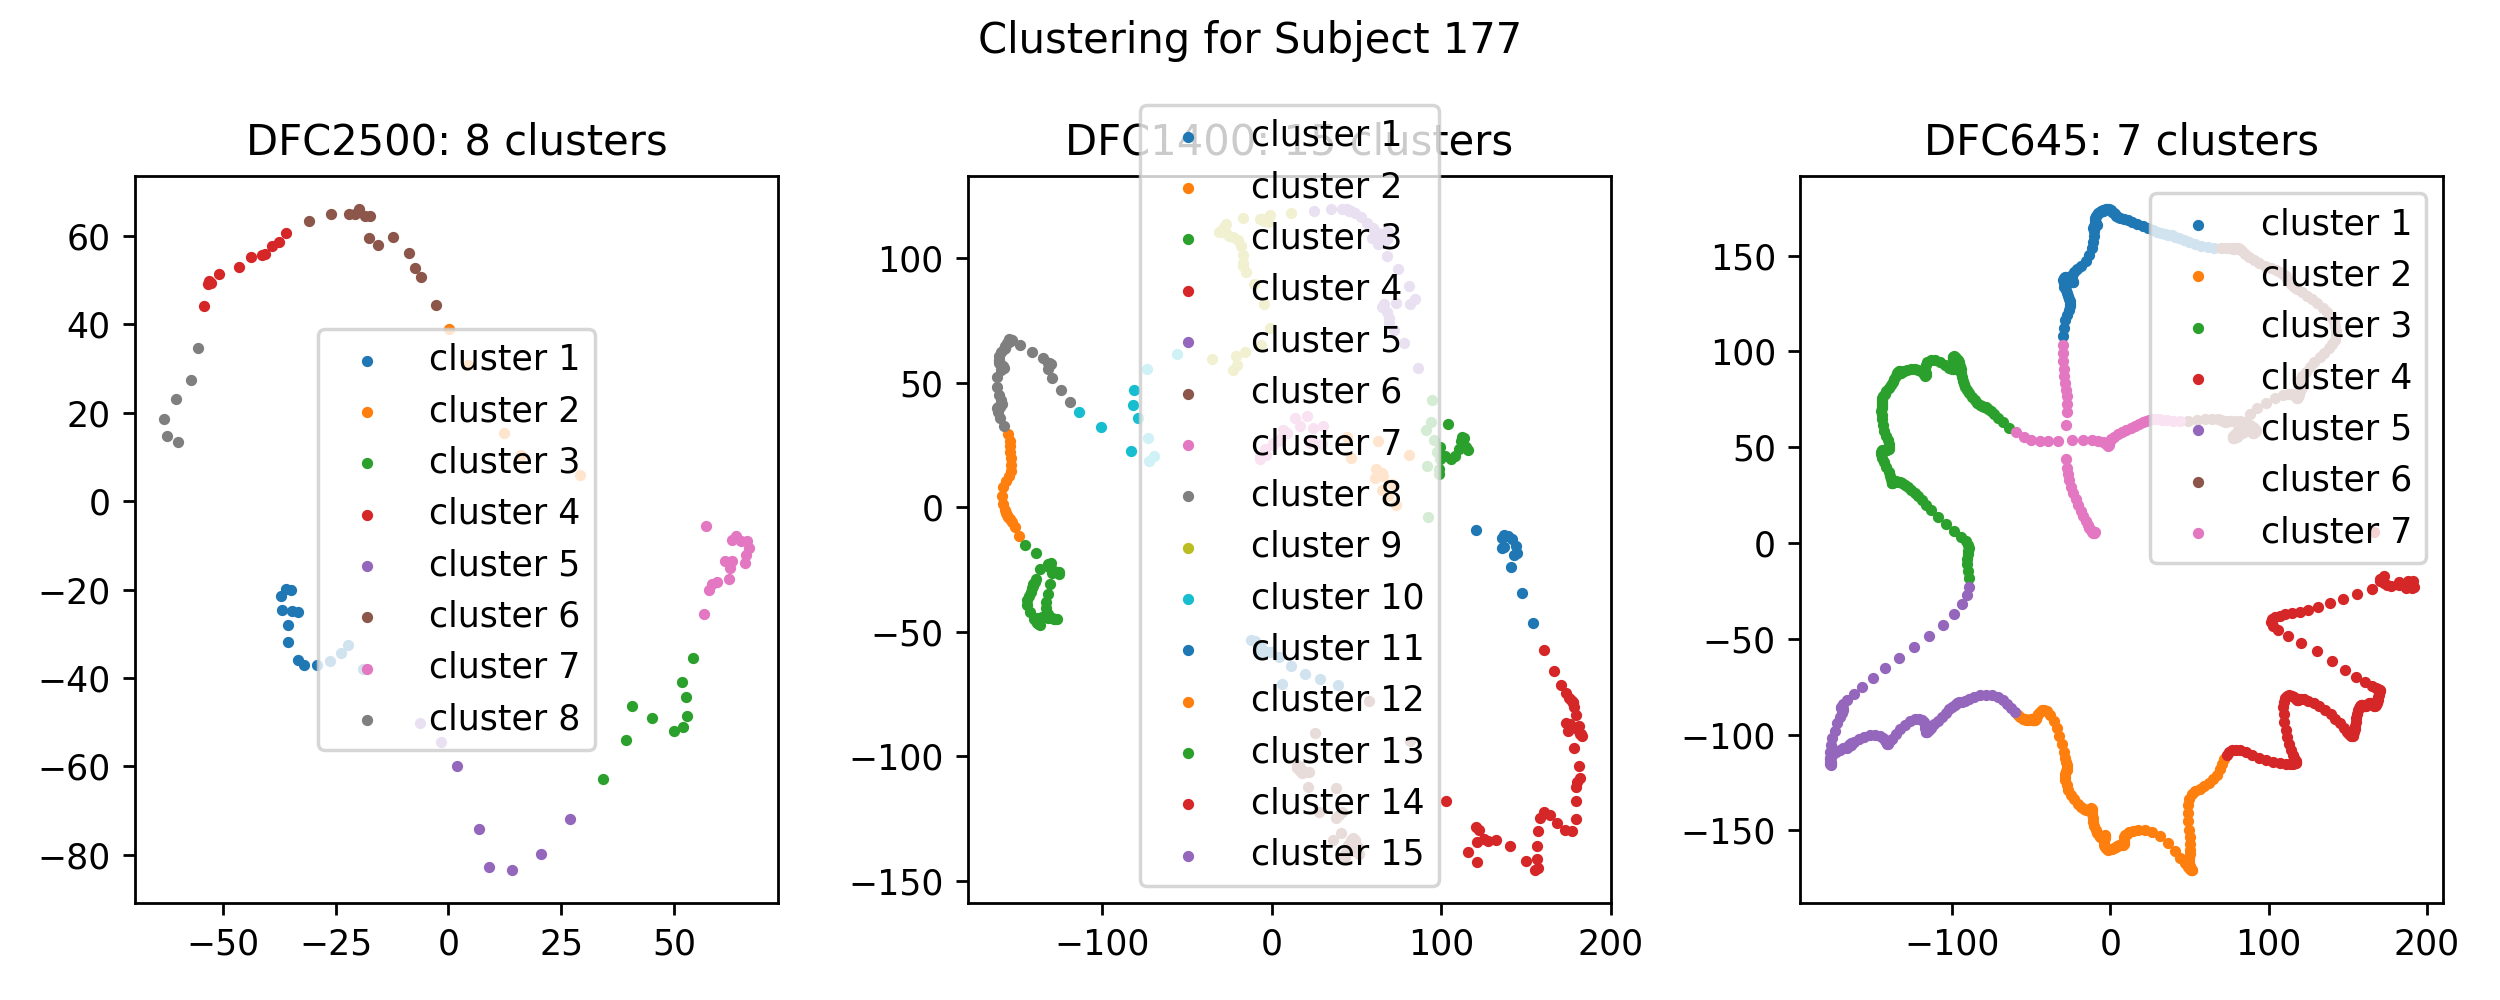 Clustering for Subject 177
DFC2500: 8 clusters
60
40
20
0
−20
−40
−60
−80
−50
−25
0
25
50
cluster 1
cluster 2
cluster 3
cluster 4
cluster 5
cluster 6
cluster 7
cluster 8
DFC1400: 15 clusters
100
50
0
−50
−100
−150
−100
0
100
200
cluster 1
cluster 2
cluster 3
cluster 4
cluster 5
cluster 6
cluster 7
cluster 8
cluster 9
cluster 10
cluster 11
cluster 12
cluster 13
cluster 14
cluster 15
DFC645: 7 clusters
150
100
50
0
−50
−100
−150
−100
0
100
200
cluster 1
cluster 2
cluster 3
cluster 4
cluster 5
cluster 6
cluster 7